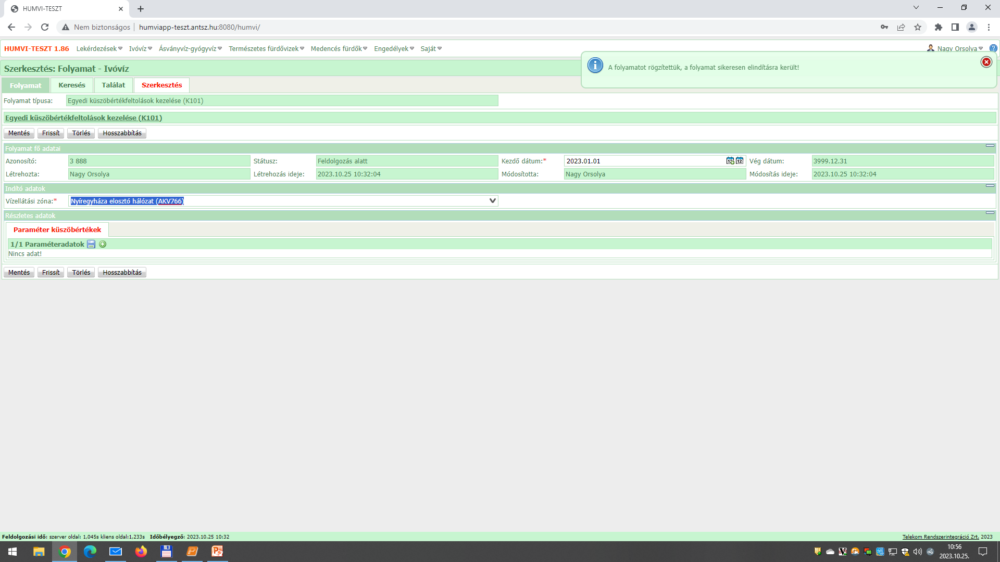 HUMVI-TESZT
Nem biztonságos humviapp-teszt.antsz.hu:8080/humvi/
HUMVI-TESZT 1.86 Lekérdezések Ivóvíz Ásványvíz-gyógyvíz Természetes fürdővizek Medencés fürdők Engedélyek Saját Nagy Orsolya
Szerkesztés: Folyamat - Ivóvíz
A folyamatot rögzítettük, a folyamat sikeresen elindításra került!
Folyamat Keresés Találat Szerkesztés
Folyamat típusa: Egyedi küszöbértékfeltolások kezelése (K101)
Egyedi küszöbértékfeltolások kezelése (K101)
Mentés Frissít Törlés Hosszabbítás
Folyamat fő adatai
Azonosító: 3 888 Státusz: Feldolgozás alatt Kezdő dátum:* 2023.01.01 12 12 Vég dátum: 3999.12.31
Létrehozta: Nagy Orsolya Létrehozás ideje: 2023.10.25 10:32:04 Módosította: Nagy Orsolya Módosítás ideje: 2023.10.25 10:32:04
Indító adatok
Vízellátási zóna:* Nyíregyháza elosztó hálózat (AKV766)
Részletes adatok
Paraméter küszöbértékek
1/1 Paraméteradatok
Nincs adat!
Mentés Frissít Törlés Hosszabbítás
Feldolgozási idő: szerver oldal: 1,045s kliens oldal:1,233s Időbélyegző: 2023.10.25 10:32 Telekom Rendszerintegráció Zrt. 2023
10:56
2023.10.25.